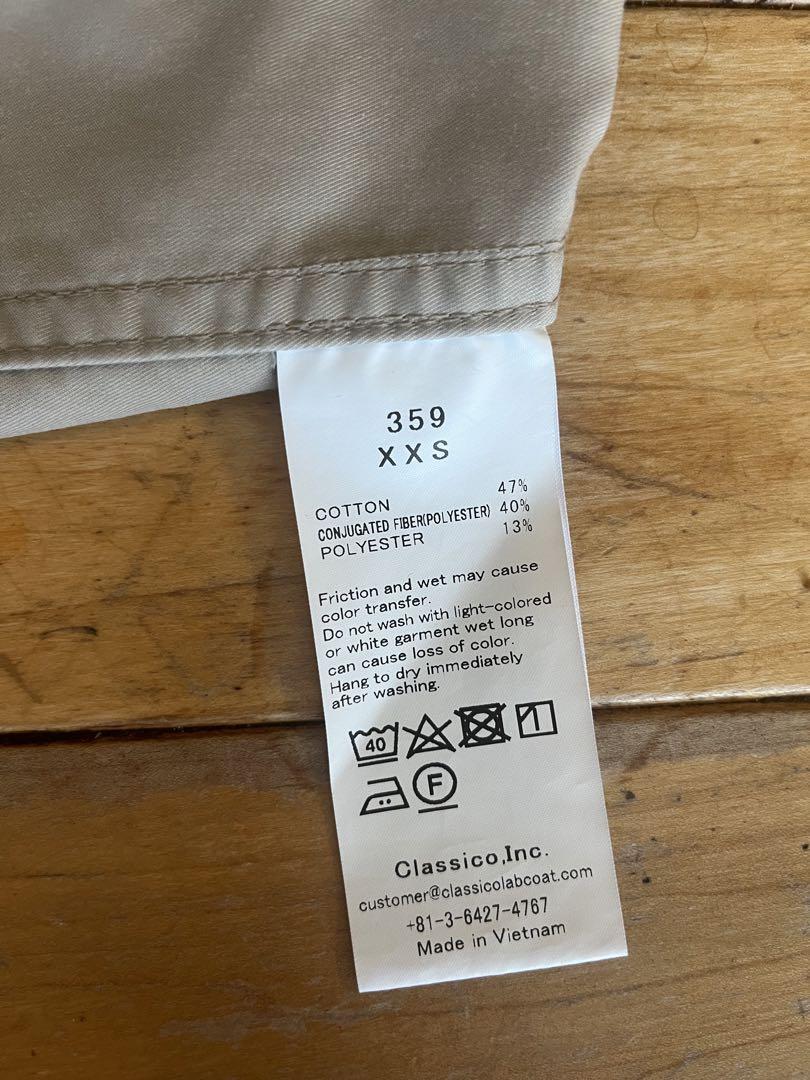 359
XXS
COTTON 47%
CONJUGATED FIBER(POLYESTER) 40%
POLYESTER 13%
Friction and wet may cause
color transfer.
Do not wash with light-colored
or white garment wet long
can cause loss of color.
Hang to dry immediately
after washing.
40
F
Classico,Inc.
customer@classicolabcoat.com
+81-3-6427-4767
Made in Vietnam